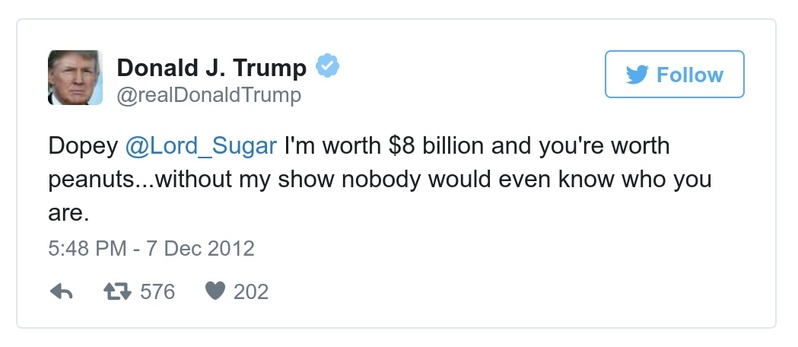 Donald J. Trump
@realDonaldTrump
Follow
Dopey @Lord_Sugar I'm worth $8 billion and you're worth
peanuts...without my show nobody would even know who you
are.
5:48 PM - 7 Dec 2012
576 202